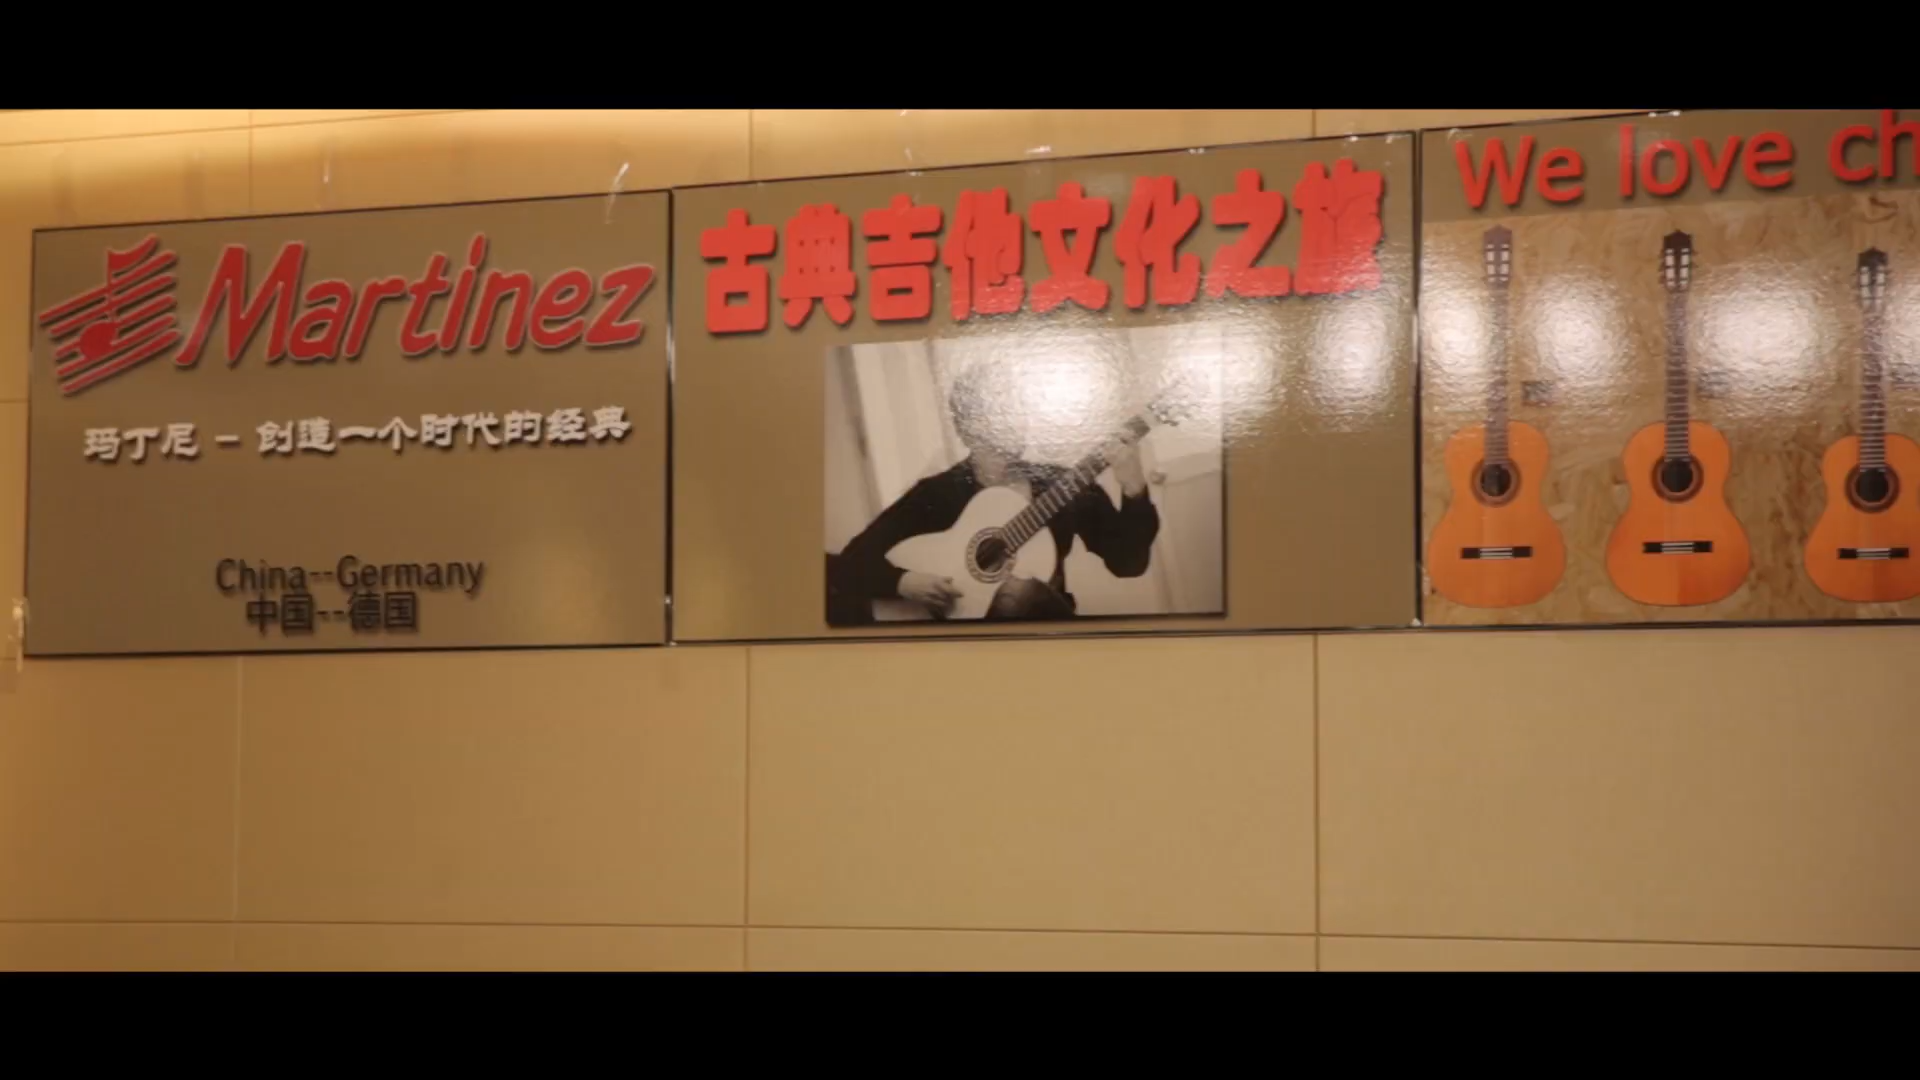 Martinez
玛丁尼 – 创造一个时代的经典
China--Germany
中国--德国
古典吉他文化之旅
We love ch